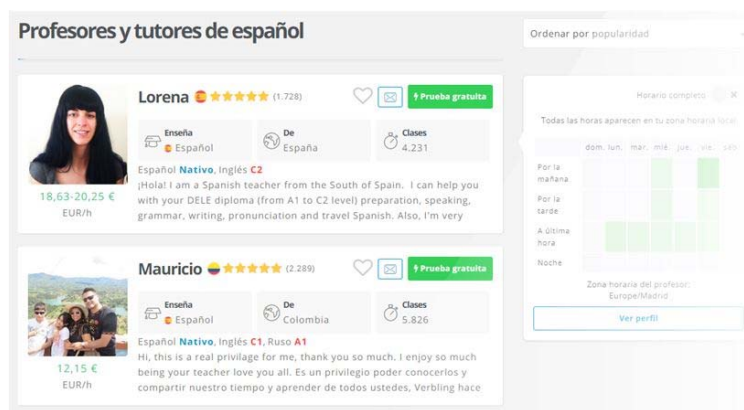 Profesores y tutores de español
Ordenar por popularidad
Lorena (1.728) Prueba gratuita
Enseña
Español
De
España
Clases
4.231
Español Nativo, Inglés C2
¡Hola! I am a Spanish teacher from the South of Spain. I can help you
with your DELE diploma (from A1 to C2 level) preparation, speaking,
grammar, writing, pronunciation and travel Spanish. Also, I'm very
18,63-20,25 €
EUR/h
Mauricio (2.289) Prueba gratuita
Enseña
Español
De
Colombia
Clases
5.826
Español Nativo, Inglés C1, Ruso A1
Hi, this is a real privilage for me, thank you so much. I enjoy so much
being your teacher love you all. Es un privilegio poder conocerlos y
compartir nuestro tiempo y aprender de todos ustedes, Verbling hace
12,15 €
EUR/h
Horario completo
Todas las horas aparecen en tu zona horaria local.
dom. lun. mar. mié. jue. vie. sáb.
Por la
mañana
Por la
tarde
A última
hora
Noche
Zona horaria del profesor:
Europe/Madrid
Ver perfil